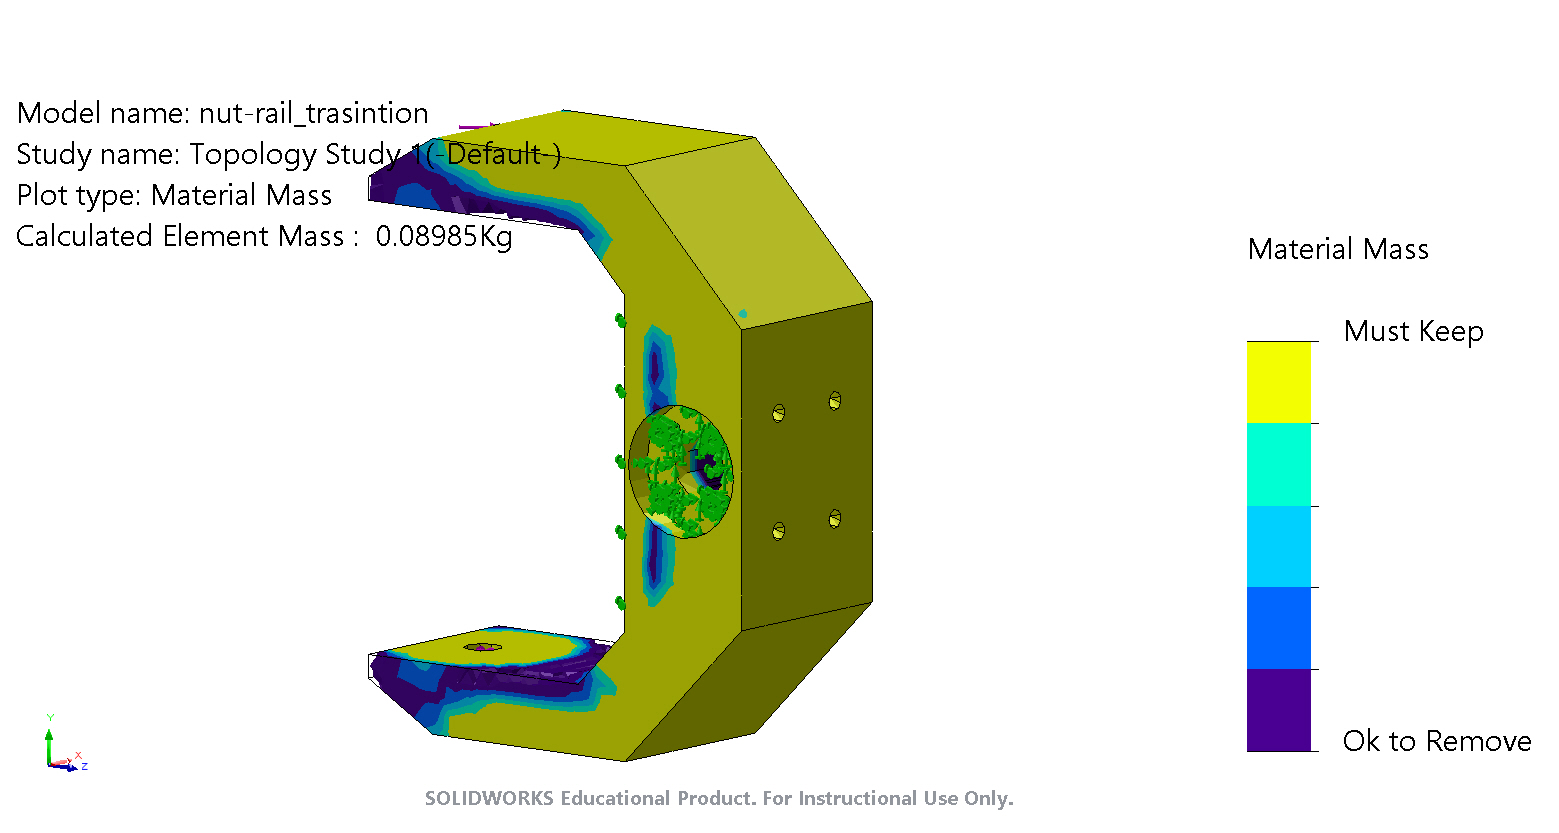 Model name: nut-rail_trasintion
Study name: Topology Study 1(-Default-)
Plot type: Material Mass
Calculated Element Mass : 0.08985Kg
Material Mass
Must Keep
Ok to Remove
Y
X
Z
SOLIDWORKS Educational Product. For Instructional Use Only.